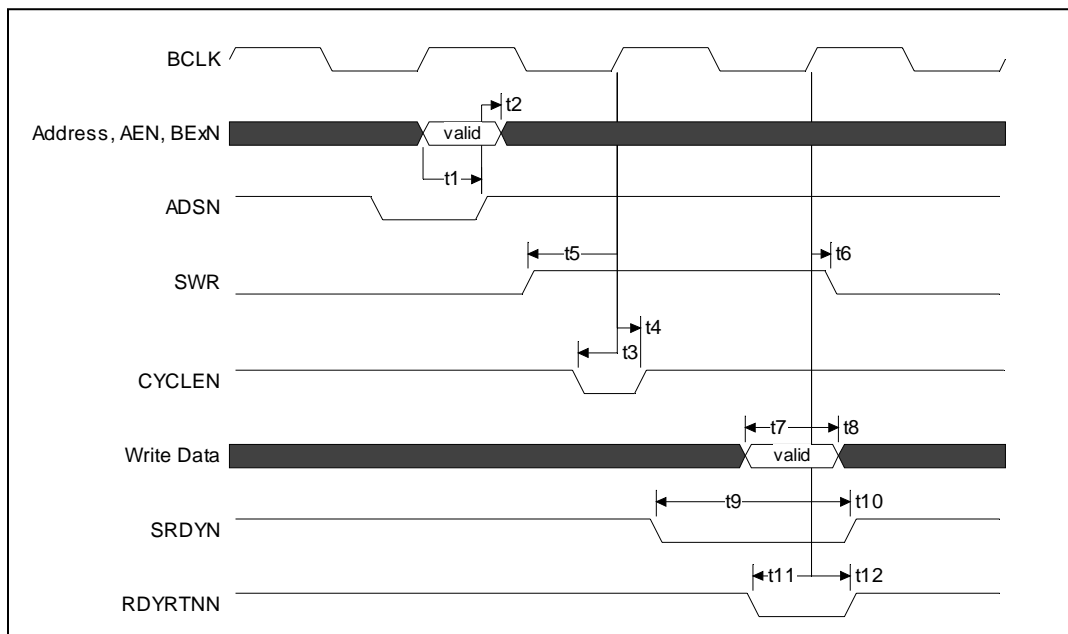 BCLK
t2
Address, AEN, BExN
valid
t1
ADSN
t5
t6
SWR
t4
t3
CYCLEN
t7
t8
Write Data
valid
t9
t10
SRDYN
t11
t12
RDYRTNN